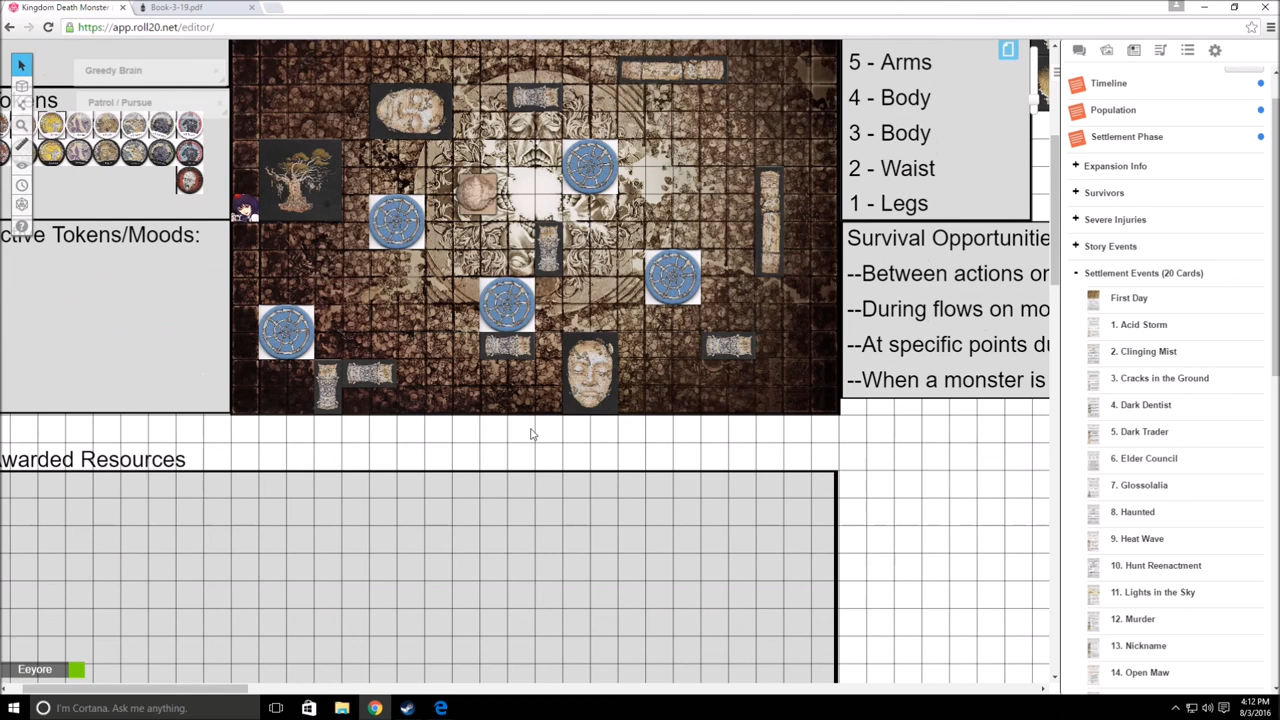 Kingdom Death Monster
Book-3-19.pdf
https://app.roll20.net/editor/
Greedy Brain
Patrol / Pursue
okens
ctive Tokens/Moods:
5 - Arms
4 - Body
3 - Body
2 - Waist
1 - Legs
Survival Opportunitie
--Between actions or
--During flows on mo
--At specific points du
--When a monster is
warded Resources
Eeyore
Timeline
Population
Settlement Phase
Expansion Info
Survivors
Severe Injuries
Story Events
Settlement Events (20 Cards)
First Day
1. Acid Storm
2. Clinging Mist
3. Cracks in the Ground
4. Dark Dentist
5. Dark Trader
6. Elder Council
7. Glossolalia
8. Haunted
9. Heat Wave
10. Hunt Reenactment
11. Lights in the Sky
12. Murder
13. Nickname
14. Open Maw
I'm Cortana. Ask me anything.
4:12 PM
8/3/2016